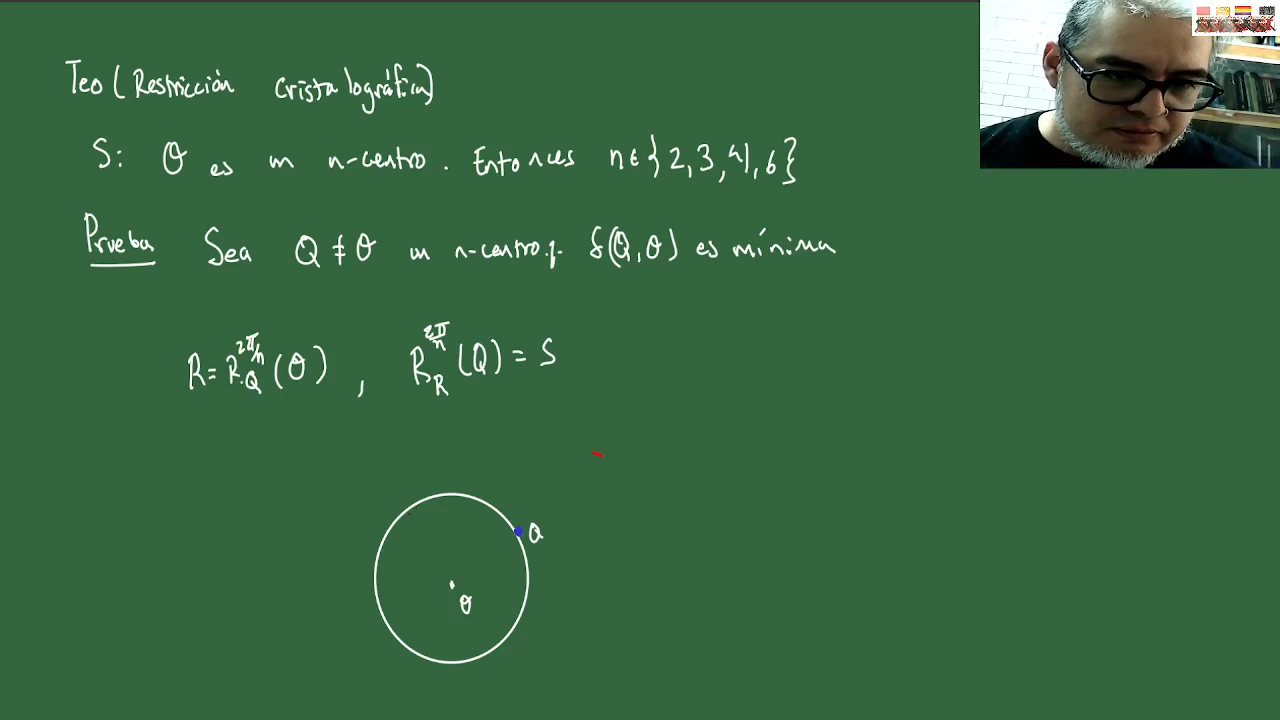 Teo (Restricción cristalográfica)
S: θ es un n-centro. Entonces n ∈ {2, 3, 4, 6}
Prueba Sea Q ≠ θ un n-centro.q. δ(Q, θ) es mínima
R = R_Q^{2π/n}(θ), R_R^{2π/n}(Q) = S
Q
θ